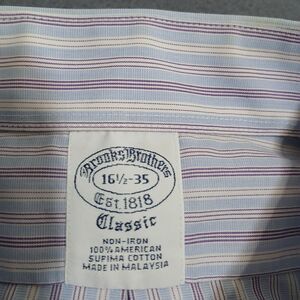 Brooks Brothers
16½-35
Est. 1818
Classic
NON-IRON
100% AMERICAN
SUPIMA COTTON
MADE IN MALAYSIA